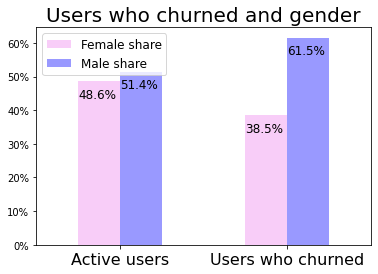 Users who churned and gender
Female share
Male share
60%
50%
40%
30%
20%
10%
0%
48.6%
51.4%
38.5%
61.5%
Active users
Users who churned